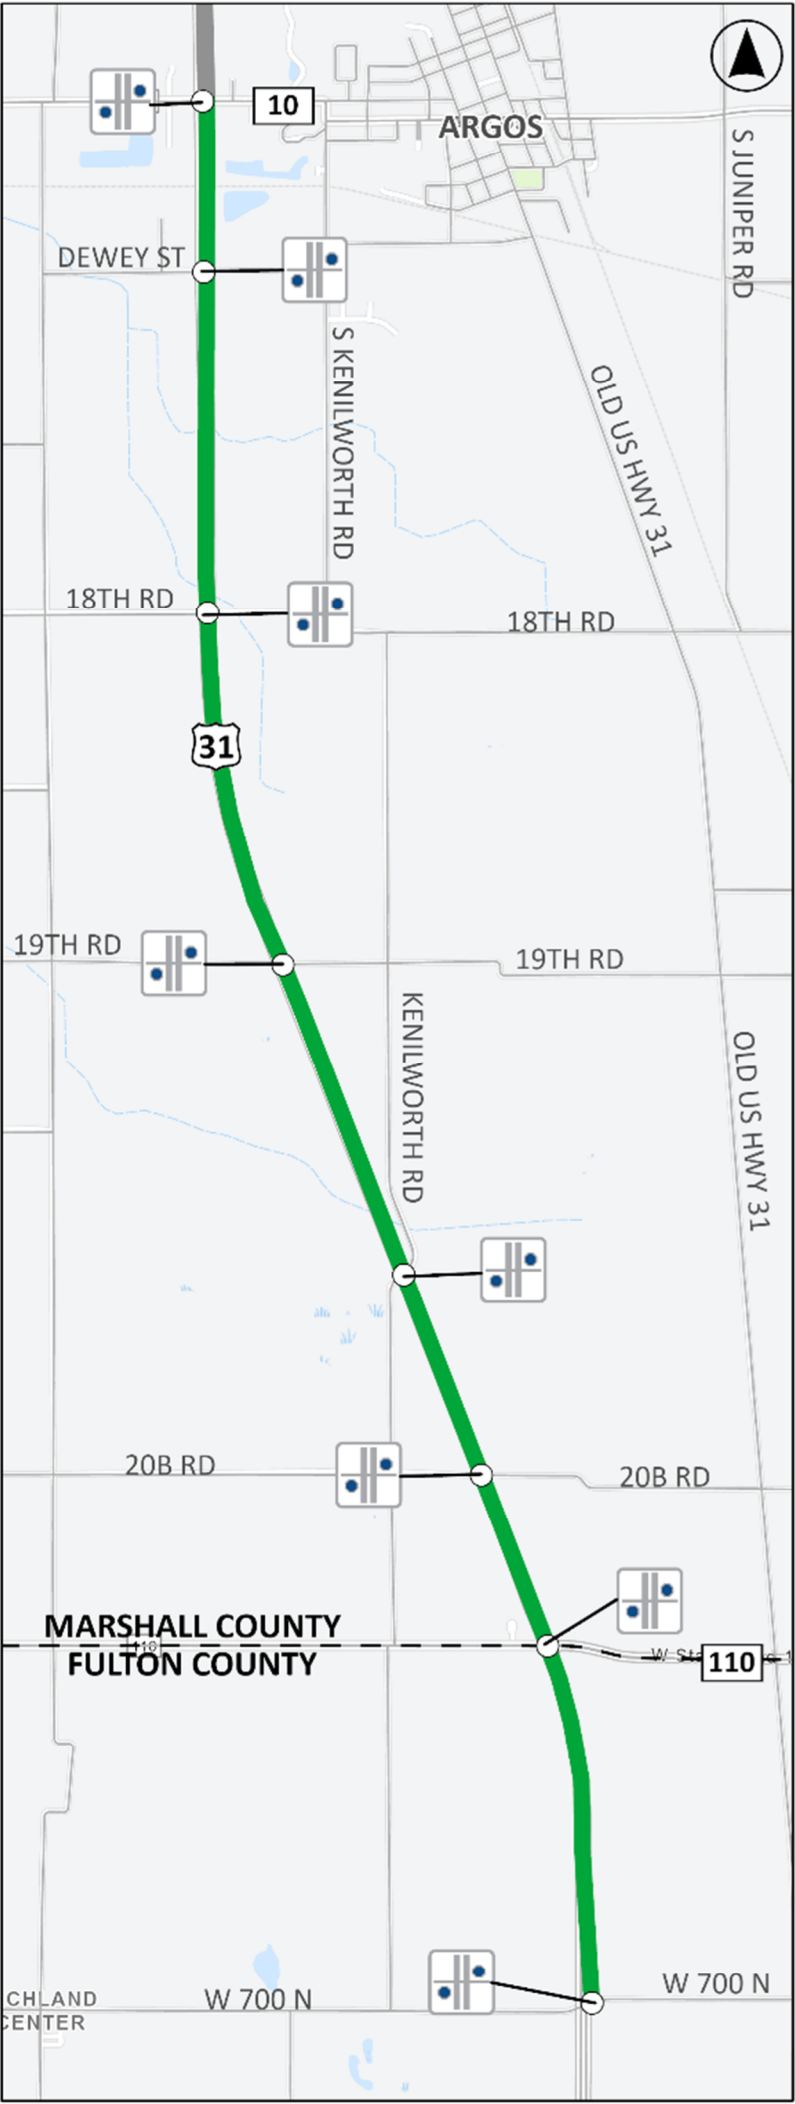 10
ARGOS
S JUNIPER RD
DEWEY ST
S KENILWORTH RD
OLD US HWY 31
18TH RD
18TH RD
31
19TH RD
19TH RD
KENILWORTH RD
OLD US HWY 31
20B RD
20B RD
MARSHALL COUNTY
110
FULTON COUNTY
W Sta
110
W 700 N
CHLAND
CENTER
W 700 N